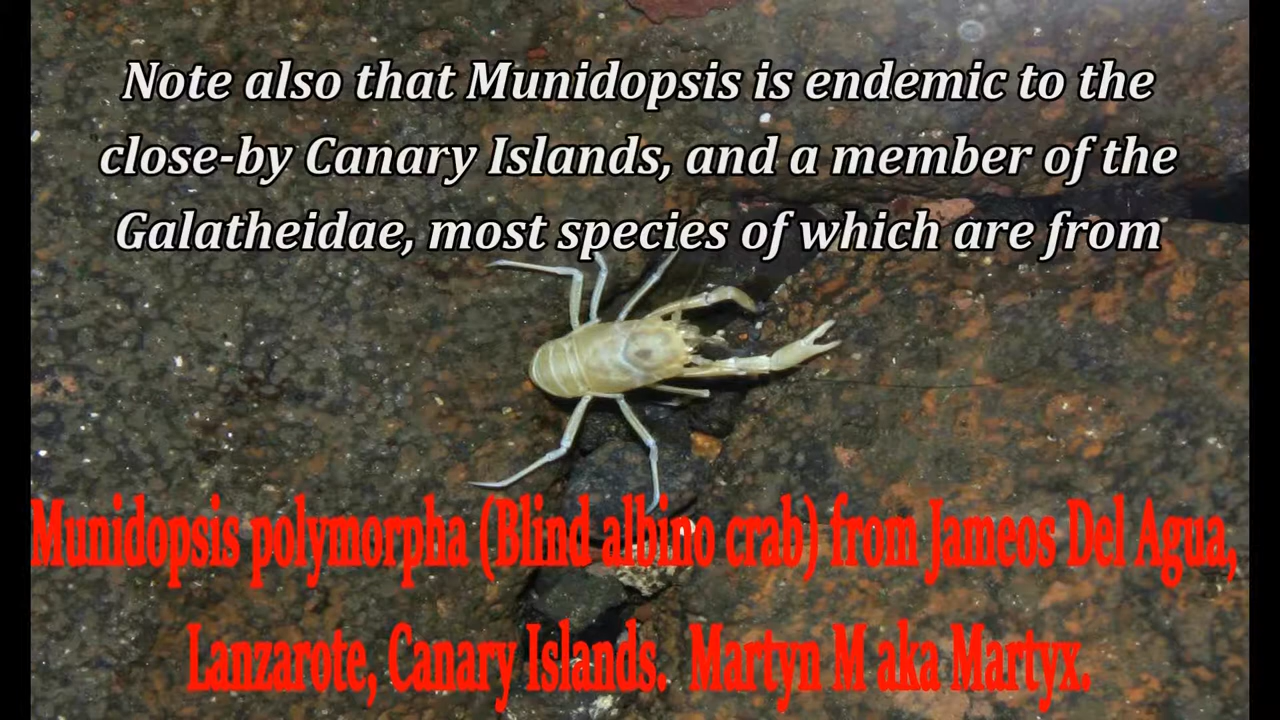 Note also that Munidopsis is endemic to the
close-by Canary Islands, and a member of the
Galatheidae, most species of which are from
Munidopsis polymorpha (Blind albino crab) from Jameos Del Agua,
Lanzarote, Canary Islands. Martyn M aka Martyx.